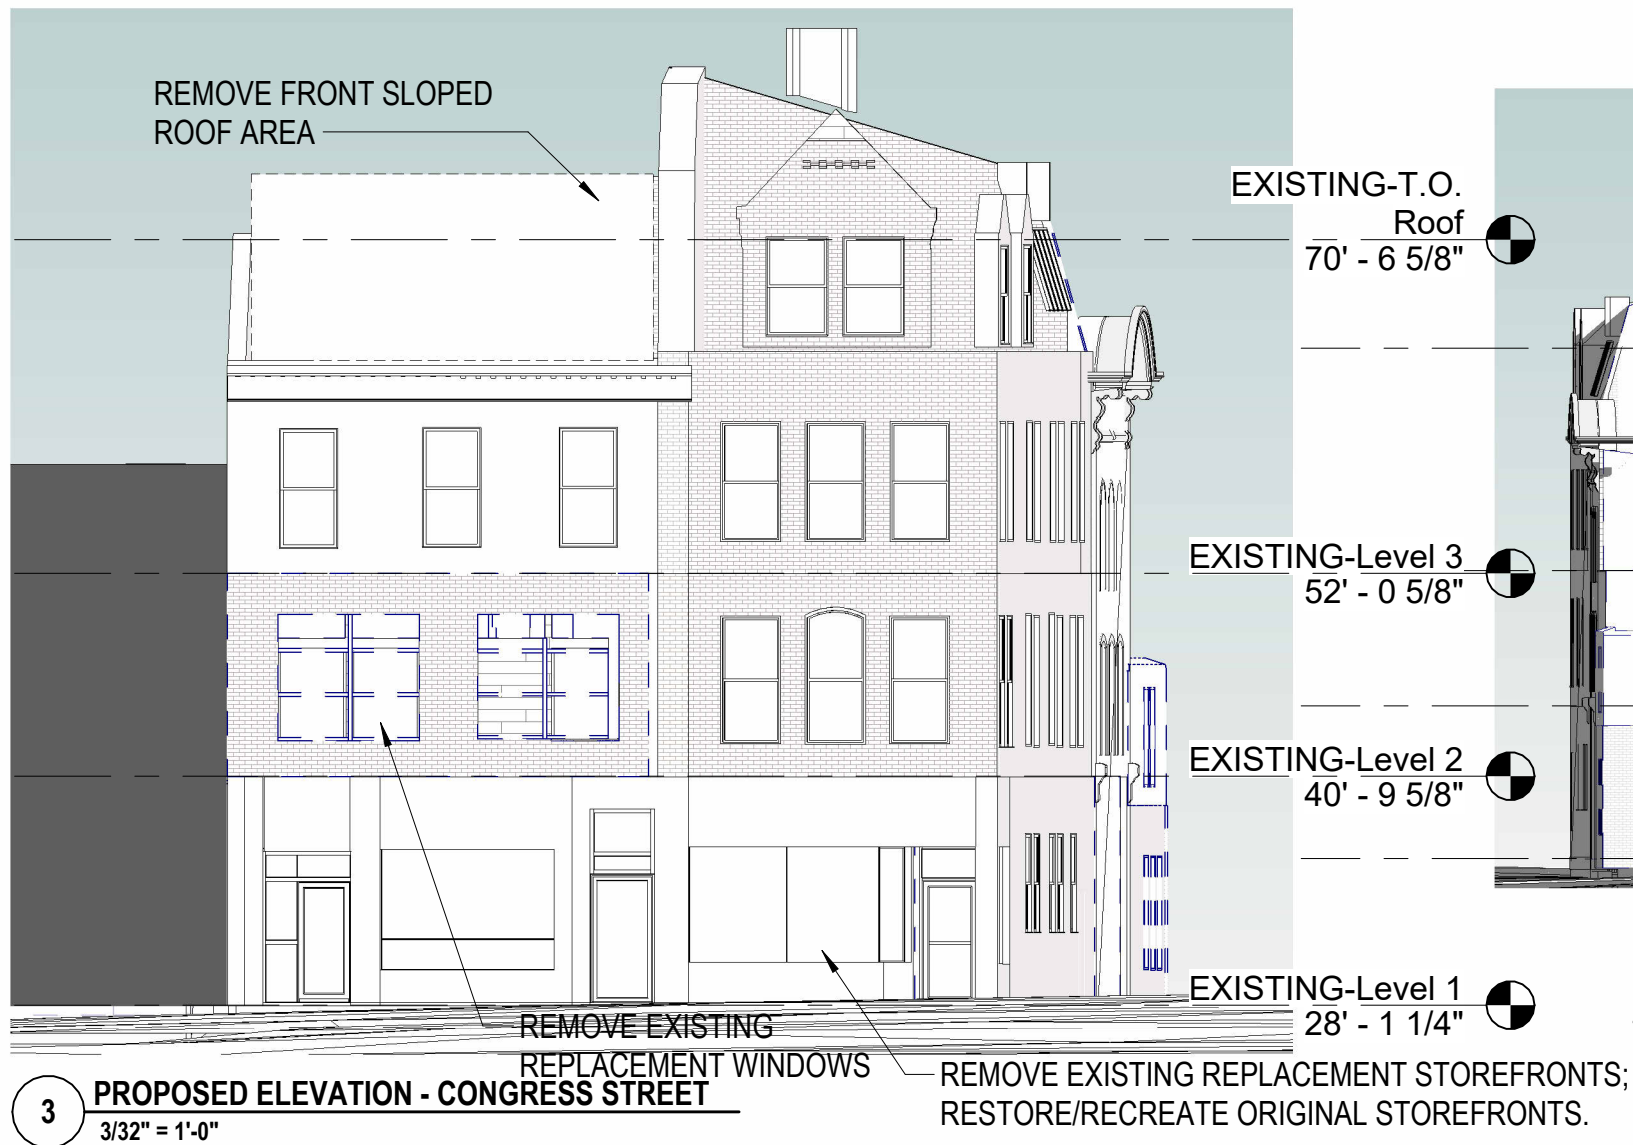 REMOVE FRONT SLOPED
ROOF AREA
EXISTING-T.O.
Roof
70' - 6 5/8"
EXISTING-Level 3
52' - 0 5/8"
EXISTING-Level 2
40' - 9 5/8"
EXISTING-Level 1
28' - 1 1/4"
REMOVE EXISTING
REPLACEMENT WINDOWS
REMOVE EXISTING REPLACEMENT STOREFRONTS;
RESTORE/RECREATE ORIGINAL STOREFRONTS.
3
PROPOSED ELEVATION - CONGRESS STREET
3/32" = 1'-0"